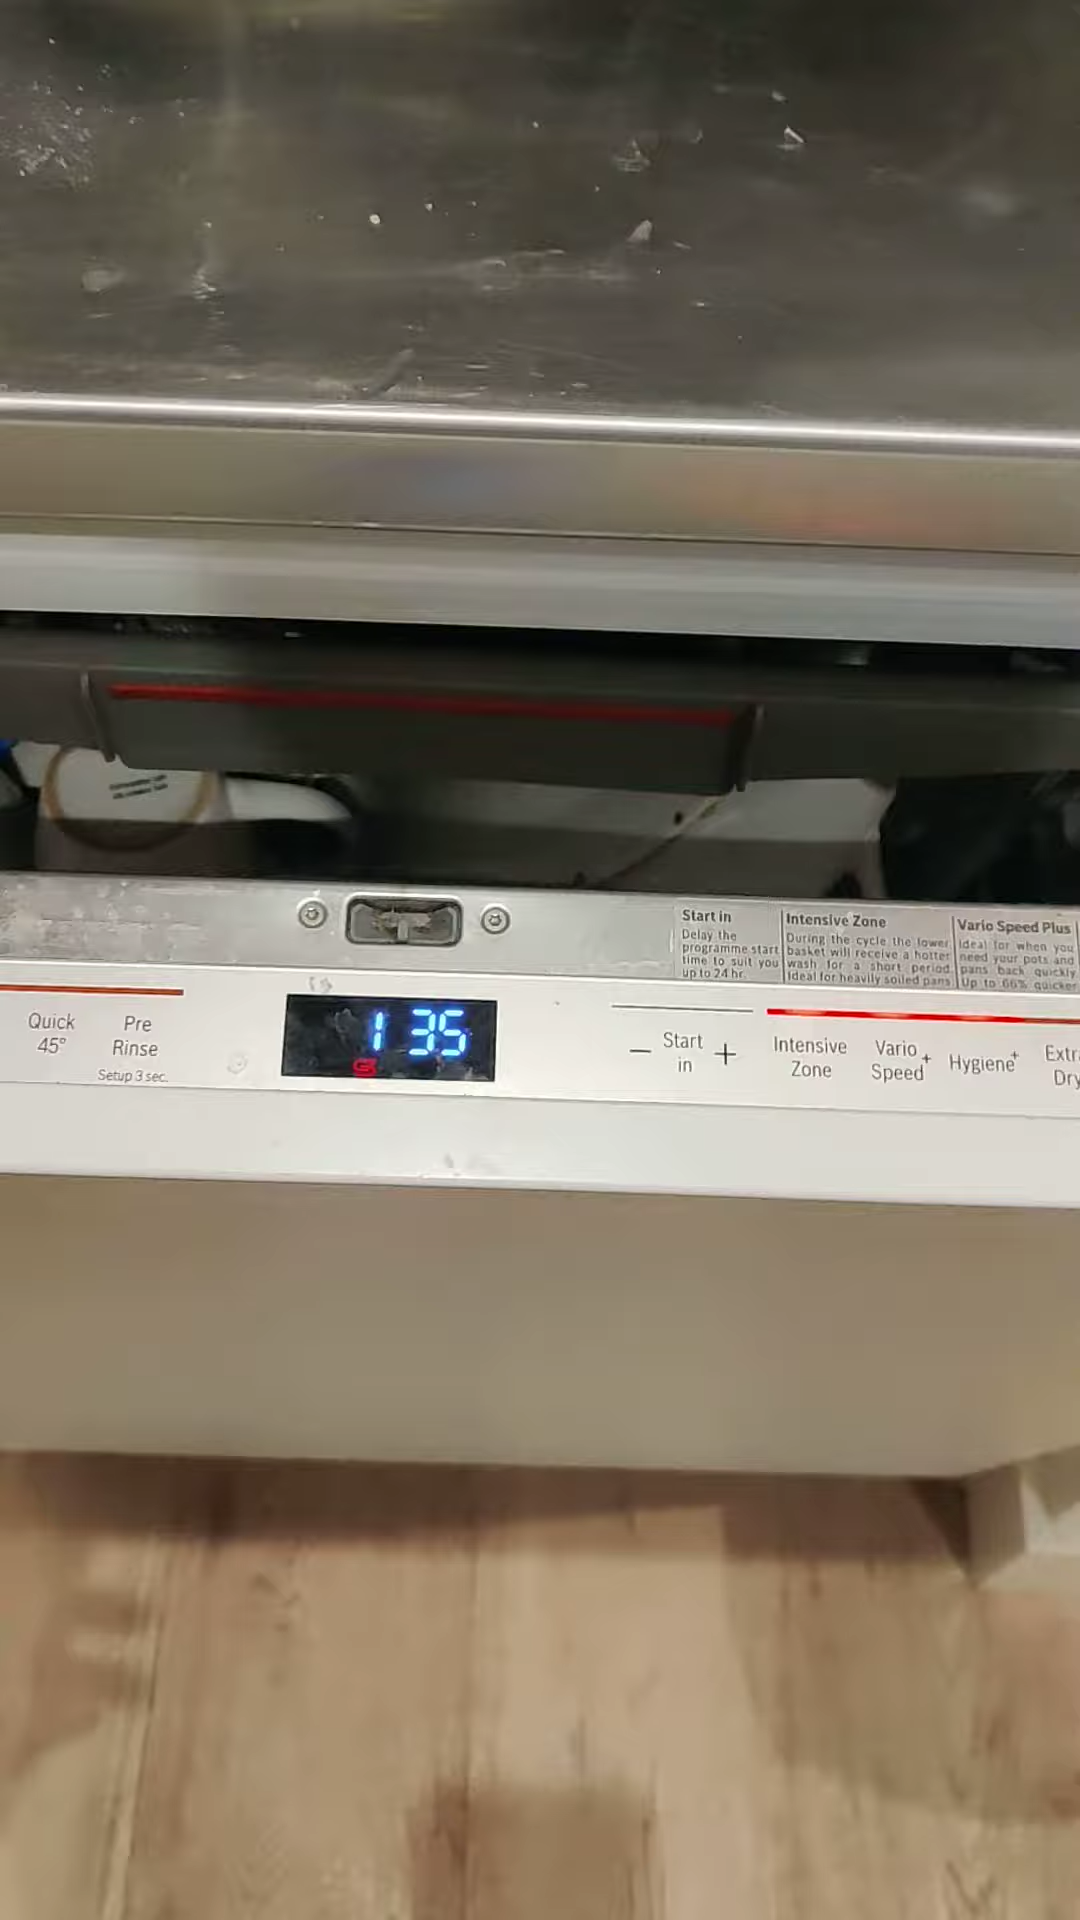 Start in
Delay the
programme start
time to suit you
up to 24 hr.
Intensive Zone
During the cycle the lower
basket will receive a hotter
wash for a short period.
Ideal for heavily soiled pans
Vario Speed Plus
Ideal for when you
need your pots and
pans back quickly
Up to 66% quicker
Quick
45°
Pre
Rinse
Setup 3 sec.
1 35
− Start in +
Intensive
Zone
Vario
Speed+
Hygiene+
Extra
Dry